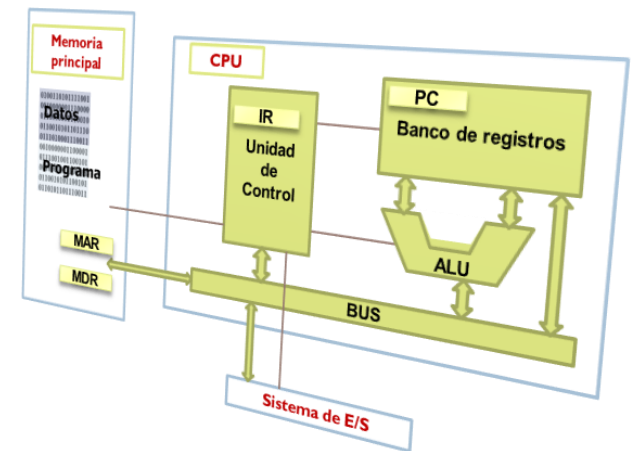 Memoria
principal
Datos
Programa
MAR
MDR
CPU
IR
Unidad
de
Control
PC
Banco de registros
ALU
BUS
Sistema de E/S